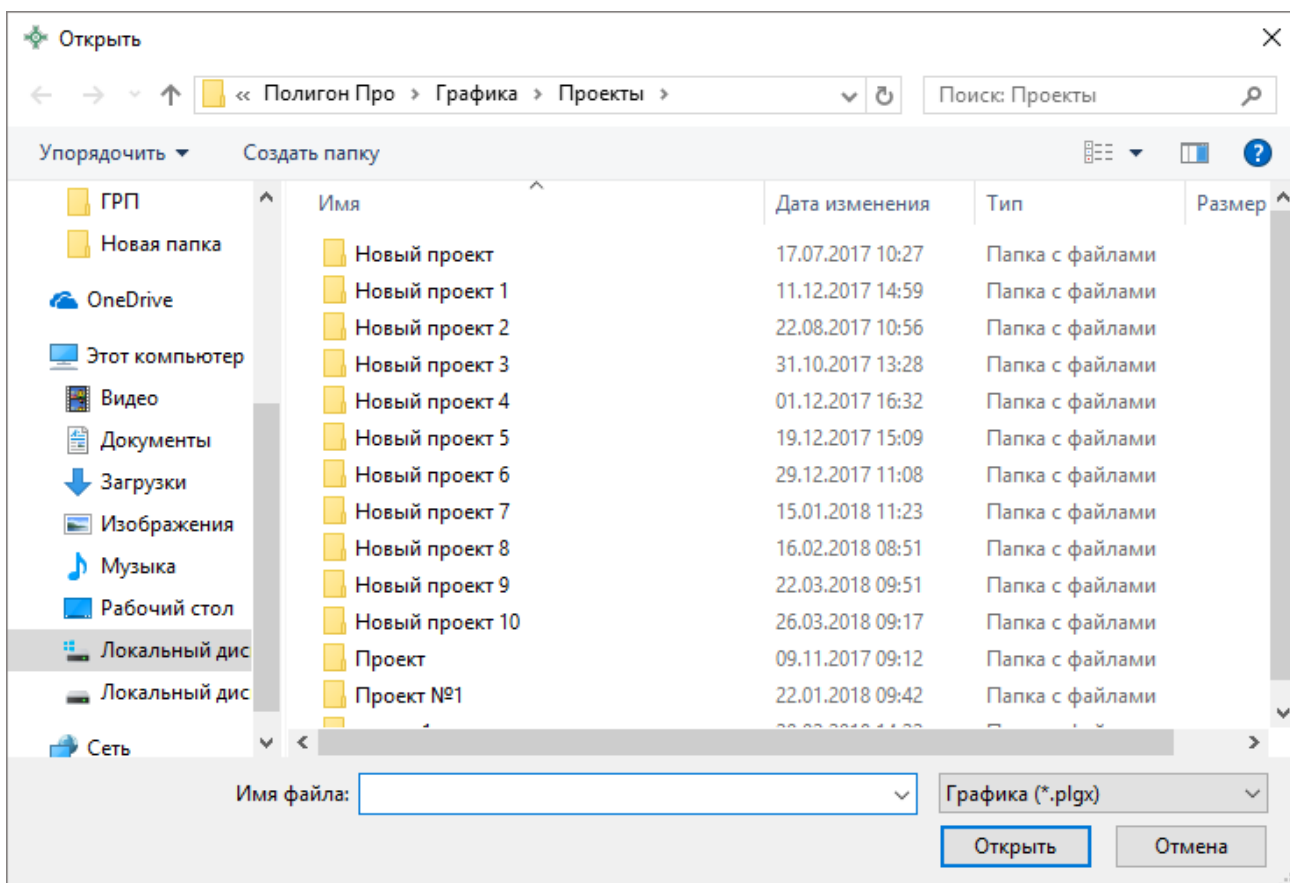 Открыть
« Полигон Про › Графика › Проекты ›
Поиск: Проекты
Упорядочить
Создать папку
ГРП
Новая папка
OneDrive
Этот компьютер
Видео
Документы
Загрузки
Изображения
Музыка
Рабочий стол
Локальный дис
Локальный дис
Сеть
Имя Дата изменения Тип Размер
Новый проект 17.07.2017 10:27 Папка с файлами
Новый проект 1 11.12.2017 14:59 Папка с файлами
Новый проект 2 22.08.2017 10:56 Папка с файлами
Новый проект 3 31.10.2017 13:28 Папка с файлами
Новый проект 4 01.12.2017 16:32 Папка с файлами
Новый проект 5 19.12.2017 15:09 Папка с файлами
Новый проект 6 29.12.2017 11:08 Папка с файлами
Новый проект 7 15.01.2018 11:23 Папка с файлами
Новый проект 8 16.02.2018 08:51 Папка с файлами
Новый проект 9 22.03.2018 09:51 Папка с файлами
Новый проект 10 26.03.2018 09:17 Папка с файлами
Проект 09.11.2017 09:12 Папка с файлами
Проект №1 22.01.2018 09:42 Папка с файлами
Имя файла:
Графика (*.plgx)
Открыть
Отмена